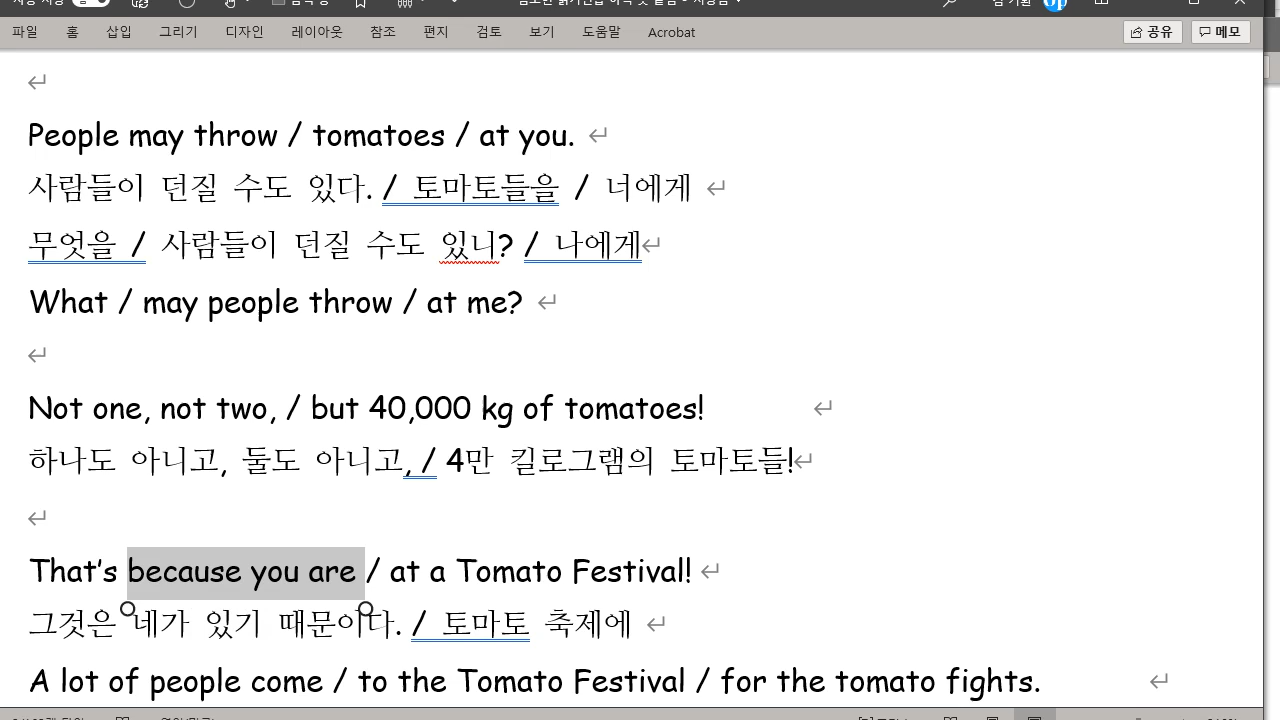 파일 홈 삽입 그리기 디자인 레이아웃 참조 편지 검토 보기 도움말 Acrobat 공유 메모
People may throw / tomatoes / at you.
사람들이 던질 수도 있다. / 토마토들을 / 너에게
무엇을 / 사람들이 던질 수도 있니? / 나에게
What / may people throw / at me?
Not one, not two, / but 40,000 kg of tomatoes!
하나도 아니고, 둘도 아니고, / 4만 킬로그램의 토마토들!
That's because you are / at a Tomato Festival!
그것은 네가 있기 때문이다. / 토마토 축제에
A lot of people come / to the Tomato Festival / for the tomato fights.